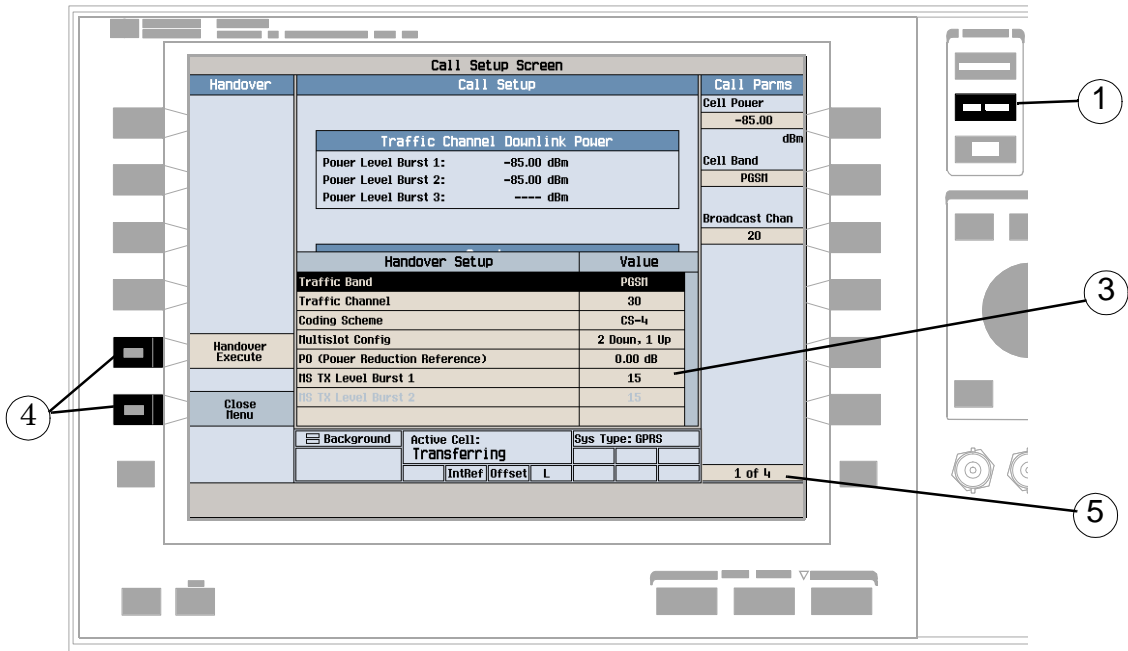 Call Setup Screen
Handover
Call Setup
Call Parms
Cell Power
-85.00
dBm
Traffic Channel Downlink Power
Power Level Burst 1: -85.00 dBm
Power Level Burst 2: -85.00 dBm
Power Level Burst 3: ---- dBm
Cell Band
PGSM
Broadcast Chan
20
Handover Setup Value
Traffic Band PGSM
Traffic Channel 30
Coding Scheme CS-4
Multislot Config 2 Down, 1 Up
P0 (Power Reduction Reference) 0.00 dB
MS TX Level Burst 1 15
MS TX Level Burst 2 15
Handover
Execute
Close
Menu
Background
Active Cell:
Transferring
Sys Type: GPRS
IntRef Offset L
1 of 4
1
3
4
5